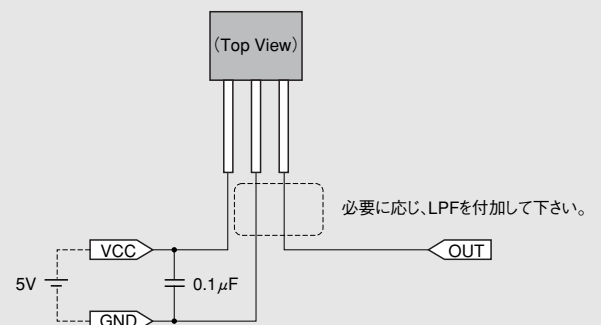 (Top View)
必要に応じ、LPFを付加して下さい。
VCC
OUT
5V
0.1μF
GND